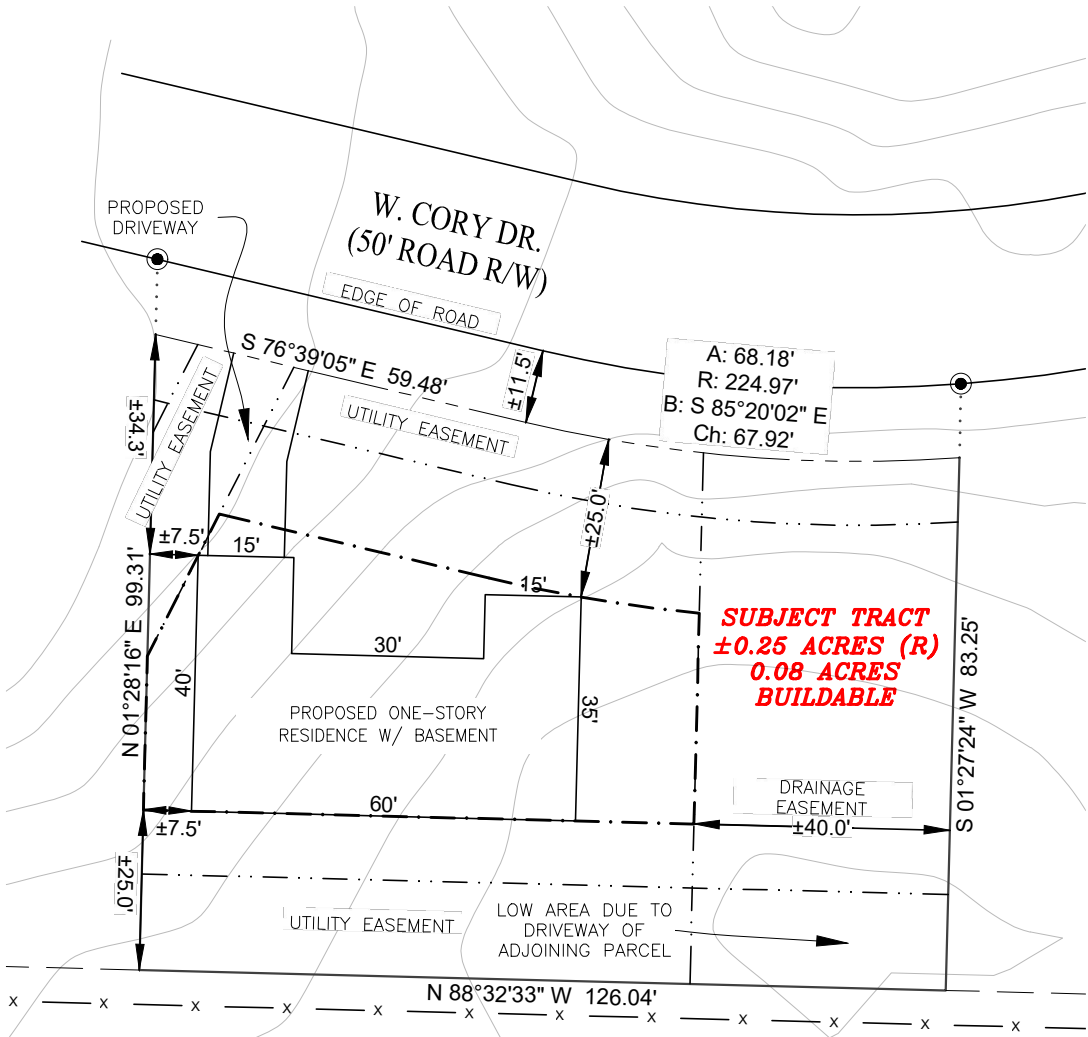 PROPOSED
DRIVEWAY
W. CORY DR.
(50' ROAD R/W)
EDGE OF ROAD
S 76°39'05" E 59.48'
±11.5'
A: 68.18'
R: 224.97'
B: S 85°20'02" E
Ch: 67.92'
UTILITY EASEMENT
UTILITY EASEMENT
±34.3'
±25.0'
±7.5'
15'
15'
N 01°28'16" E 99.31'
30'
40'
35'
PROPOSED ONE-STORY
RESIDENCE W/ BASEMENT
SUBJECT TRACT
±0.25 ACRES (R)
0.08 ACRES
BUILDABLE
S 01°27'24" W 83.25'
DRAINAGE
EASEMENT
±40.0'
60'
±7.5'
±25.0'
UTILITY EASEMENT
LOW AREA DUE TO
DRIVEWAY OF
ADJOINING PARCEL
N 88°32'33" W 126.04'
X X X X X X X X X X X X